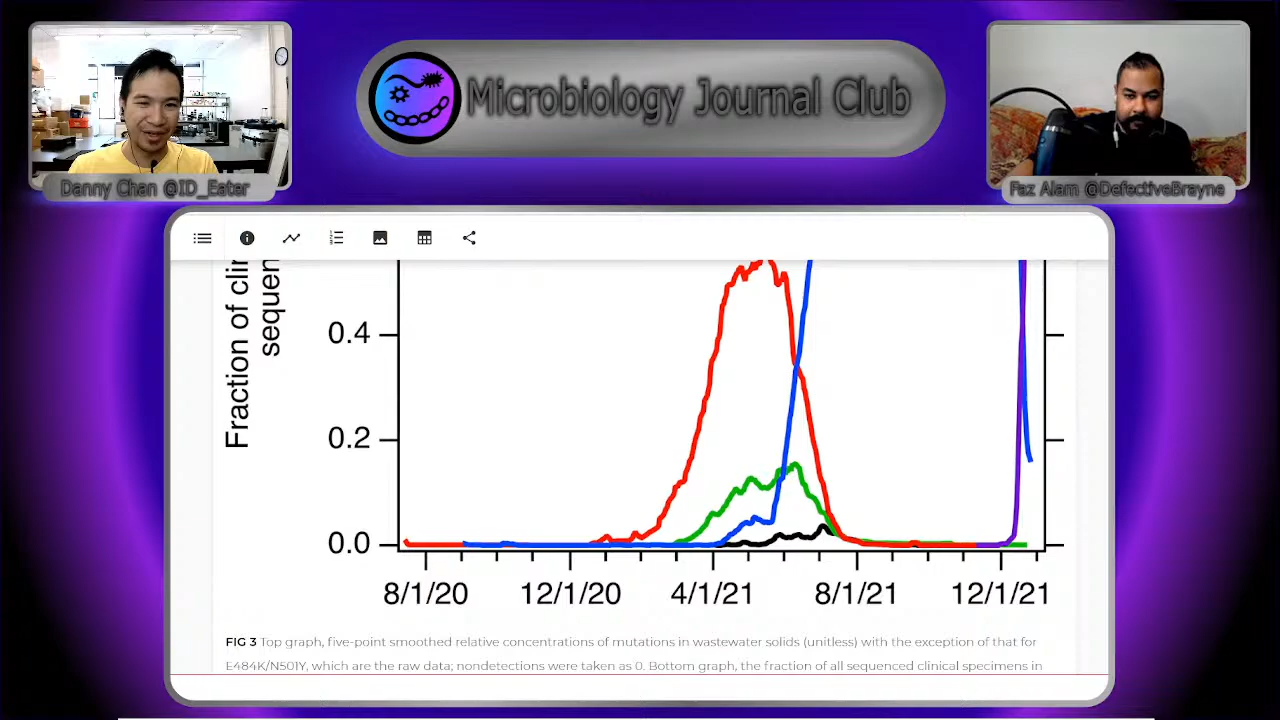 Microbiology Journal Club
Danny Chan @ID_Eater
Faz Alam @DefectiveBrayne
Fraction of clin
sequen
0.4
0.2
0.0
8/1/20
12/1/20
4/1/21
8/1/21
12/1/21
FIG 3 Top graph, five-point smoothed relative concentrations of mutations in wastewater solids (unitless) with the exception of that for
E484K/N501Y, which are the raw data; nondetections were taken as 0. Bottom graph, the fraction of all sequenced clinical specimens in